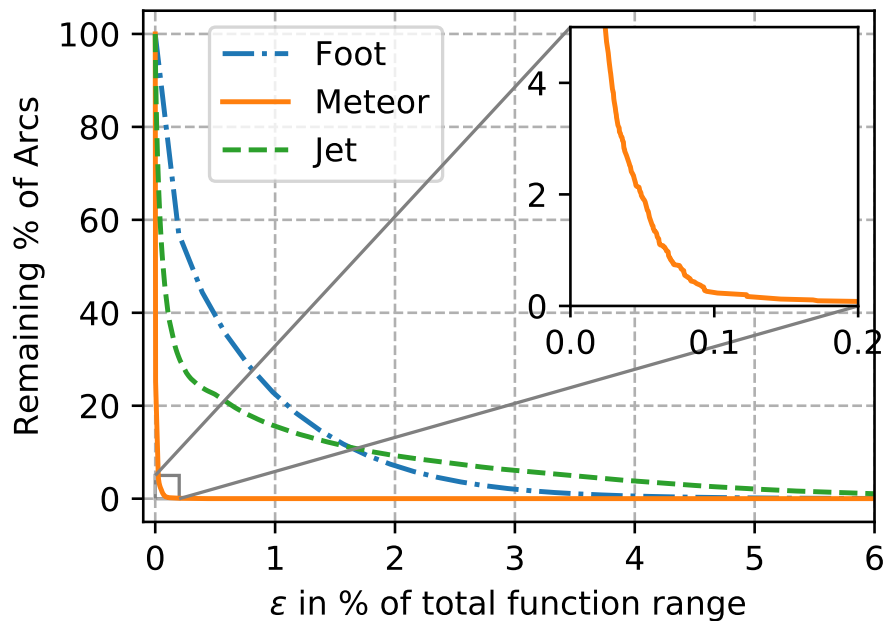 Remaining % of Arcs
100
80
60
40
20
0
Foot
Meteor
Jet
4
2
0
0.0 0.1 0.2
0 1 2 3 4 5 6
ε in % of total function range